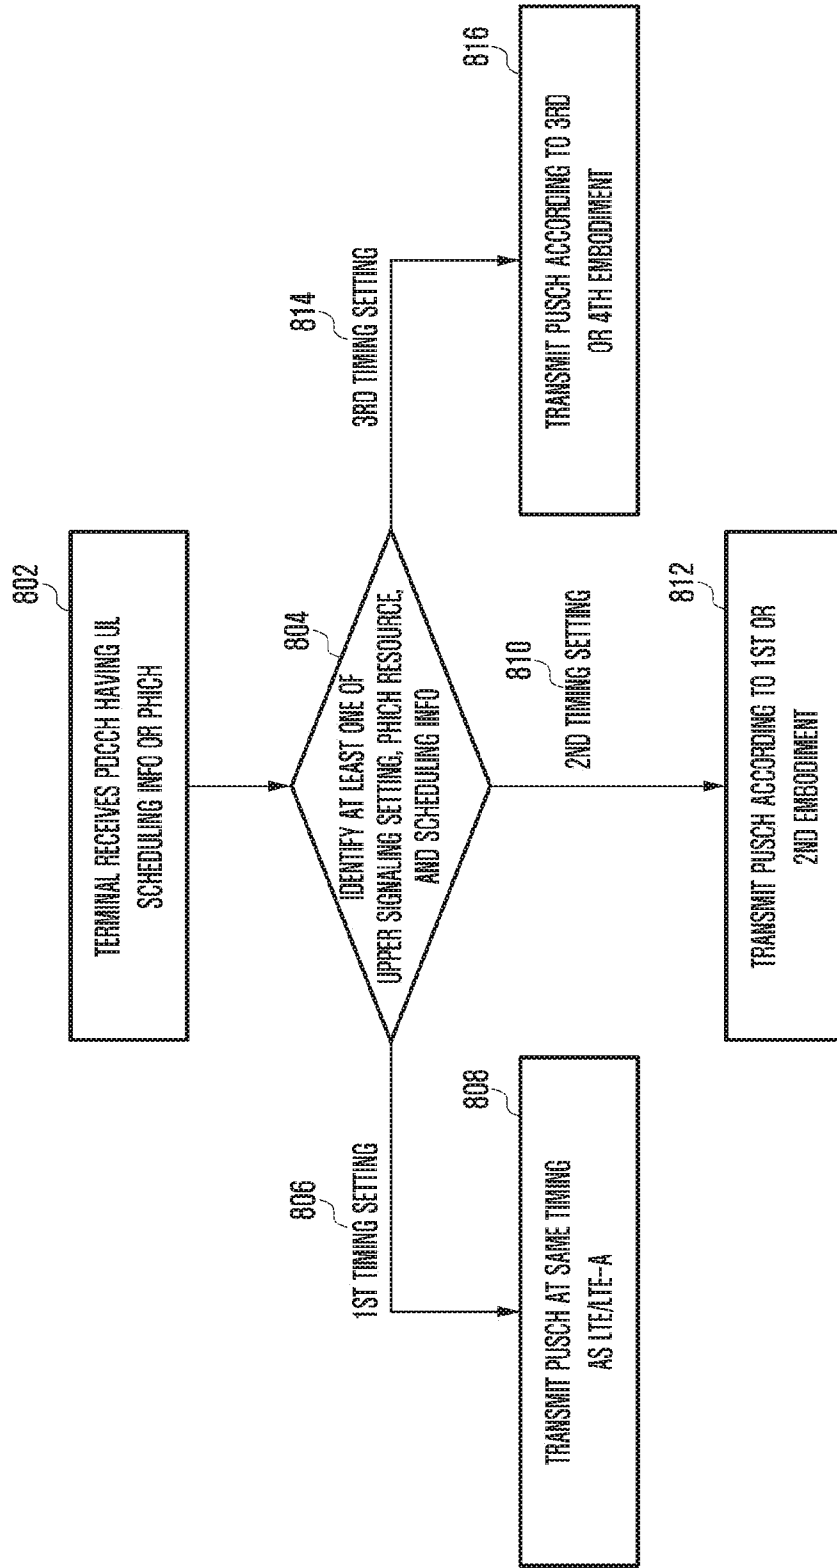 802
TERMINAL RECEIVES PDCCH HAVING UL
SCHEDULING INFO OR PHICH
804
IDENTIFY AT LEAST ONE OF
UPPER SIGNALING SETTING, PHICH RESOURCE,
AND SCHEDULING INFO
806
1ST TIMING SETTING
808
TRANSMIT PUSCH AT SAME TIMING
AS LTE/LTE-A
810
2ND TIMING SETTING
812
TRANSMIT PUSCH ACCORDING TO 1ST OR
2ND EMBODIMENT
814
3RD TIMING SETTING
816
TRANSMIT PUSCH ACCORDING TO 3RD
OR 4TH EMBODIMENT